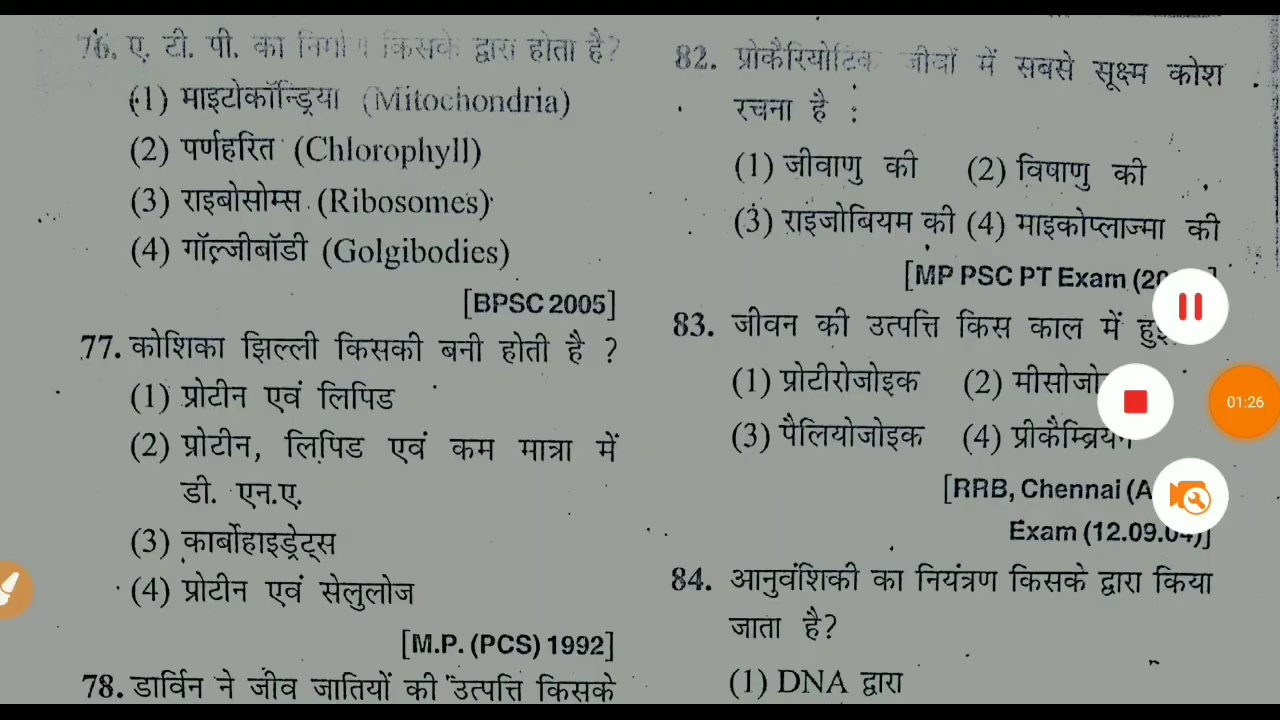 76. ए. टी. पी. का निर्माण किसके द्वारा होता है?
(1) माइटोकॉन्ड्रिया (Mitochondria)
(2) पर्णहरित (Chlorophyll)
(3) राइबोसोम्स (Ribosomes)
(4) गॉल्जीबॉडी (Golgibodies)
[BPSC 2005]
77. कोशिका झिल्ली किसकी बनी होती है ?
(1) प्रोटीन एवं लिपिड
(2) प्रोटीन, लिपिड एवं कम मात्रा में
डी. एन.ए.
(3) कार्बोहाइड्रेट्स
(4) प्रोटीन एवं सेलुलोज
[M.P. (PCS) 1992]
78. डार्विन ने जीव जातियों की उत्पत्ति किसके
82. प्रोकैरियोटिक जीवों में सबसे सूक्ष्म कोश
रचना है :
(1) जीवाणु की (2) विषाणु की
(3) राइजोबियम की (4) माइकोप्लाज्मा की
[MP PSC PT Exam
83. जीवन की उत्पत्ति किस काल में
(1) प्रोटीरोजोइक (2)
(3) पैलियोजोइक (4) प्रीकैम्ब्रियन
[RRB, Chennai
Exam (12.09.04)]
84. आनुवंशिकी का नियंत्रण किसके द्वारा किया
जाता है?
(1) DNA द्वारा
01:26